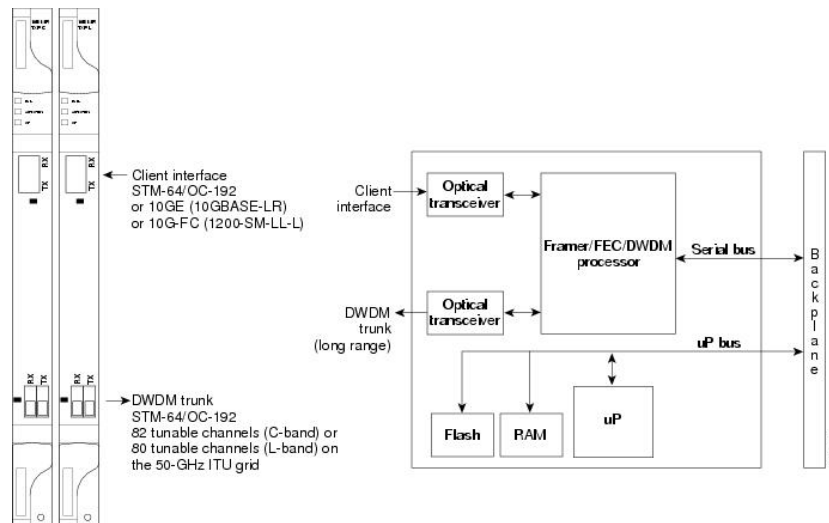 RX
TX
RX
TX
Client interface
STM-64/OC-192
or 10GE (10GBASE-LR)
or 10G-FC (1200-SM-LL-L)
RX
TX
RX
TX
DWDM trunk
STM-64/OC-192
82 tunable channels (C-band) or
80 tunable channels (L-band) on
the 50-GHz ITU grid
Client
interface
Optical
transceiver
Framer/FEC/DWDM
processor
Serial bus
Backplane
DWDM
trunk
(long range)
Optical
transceiver
uP bus
Flash
RAM
uP